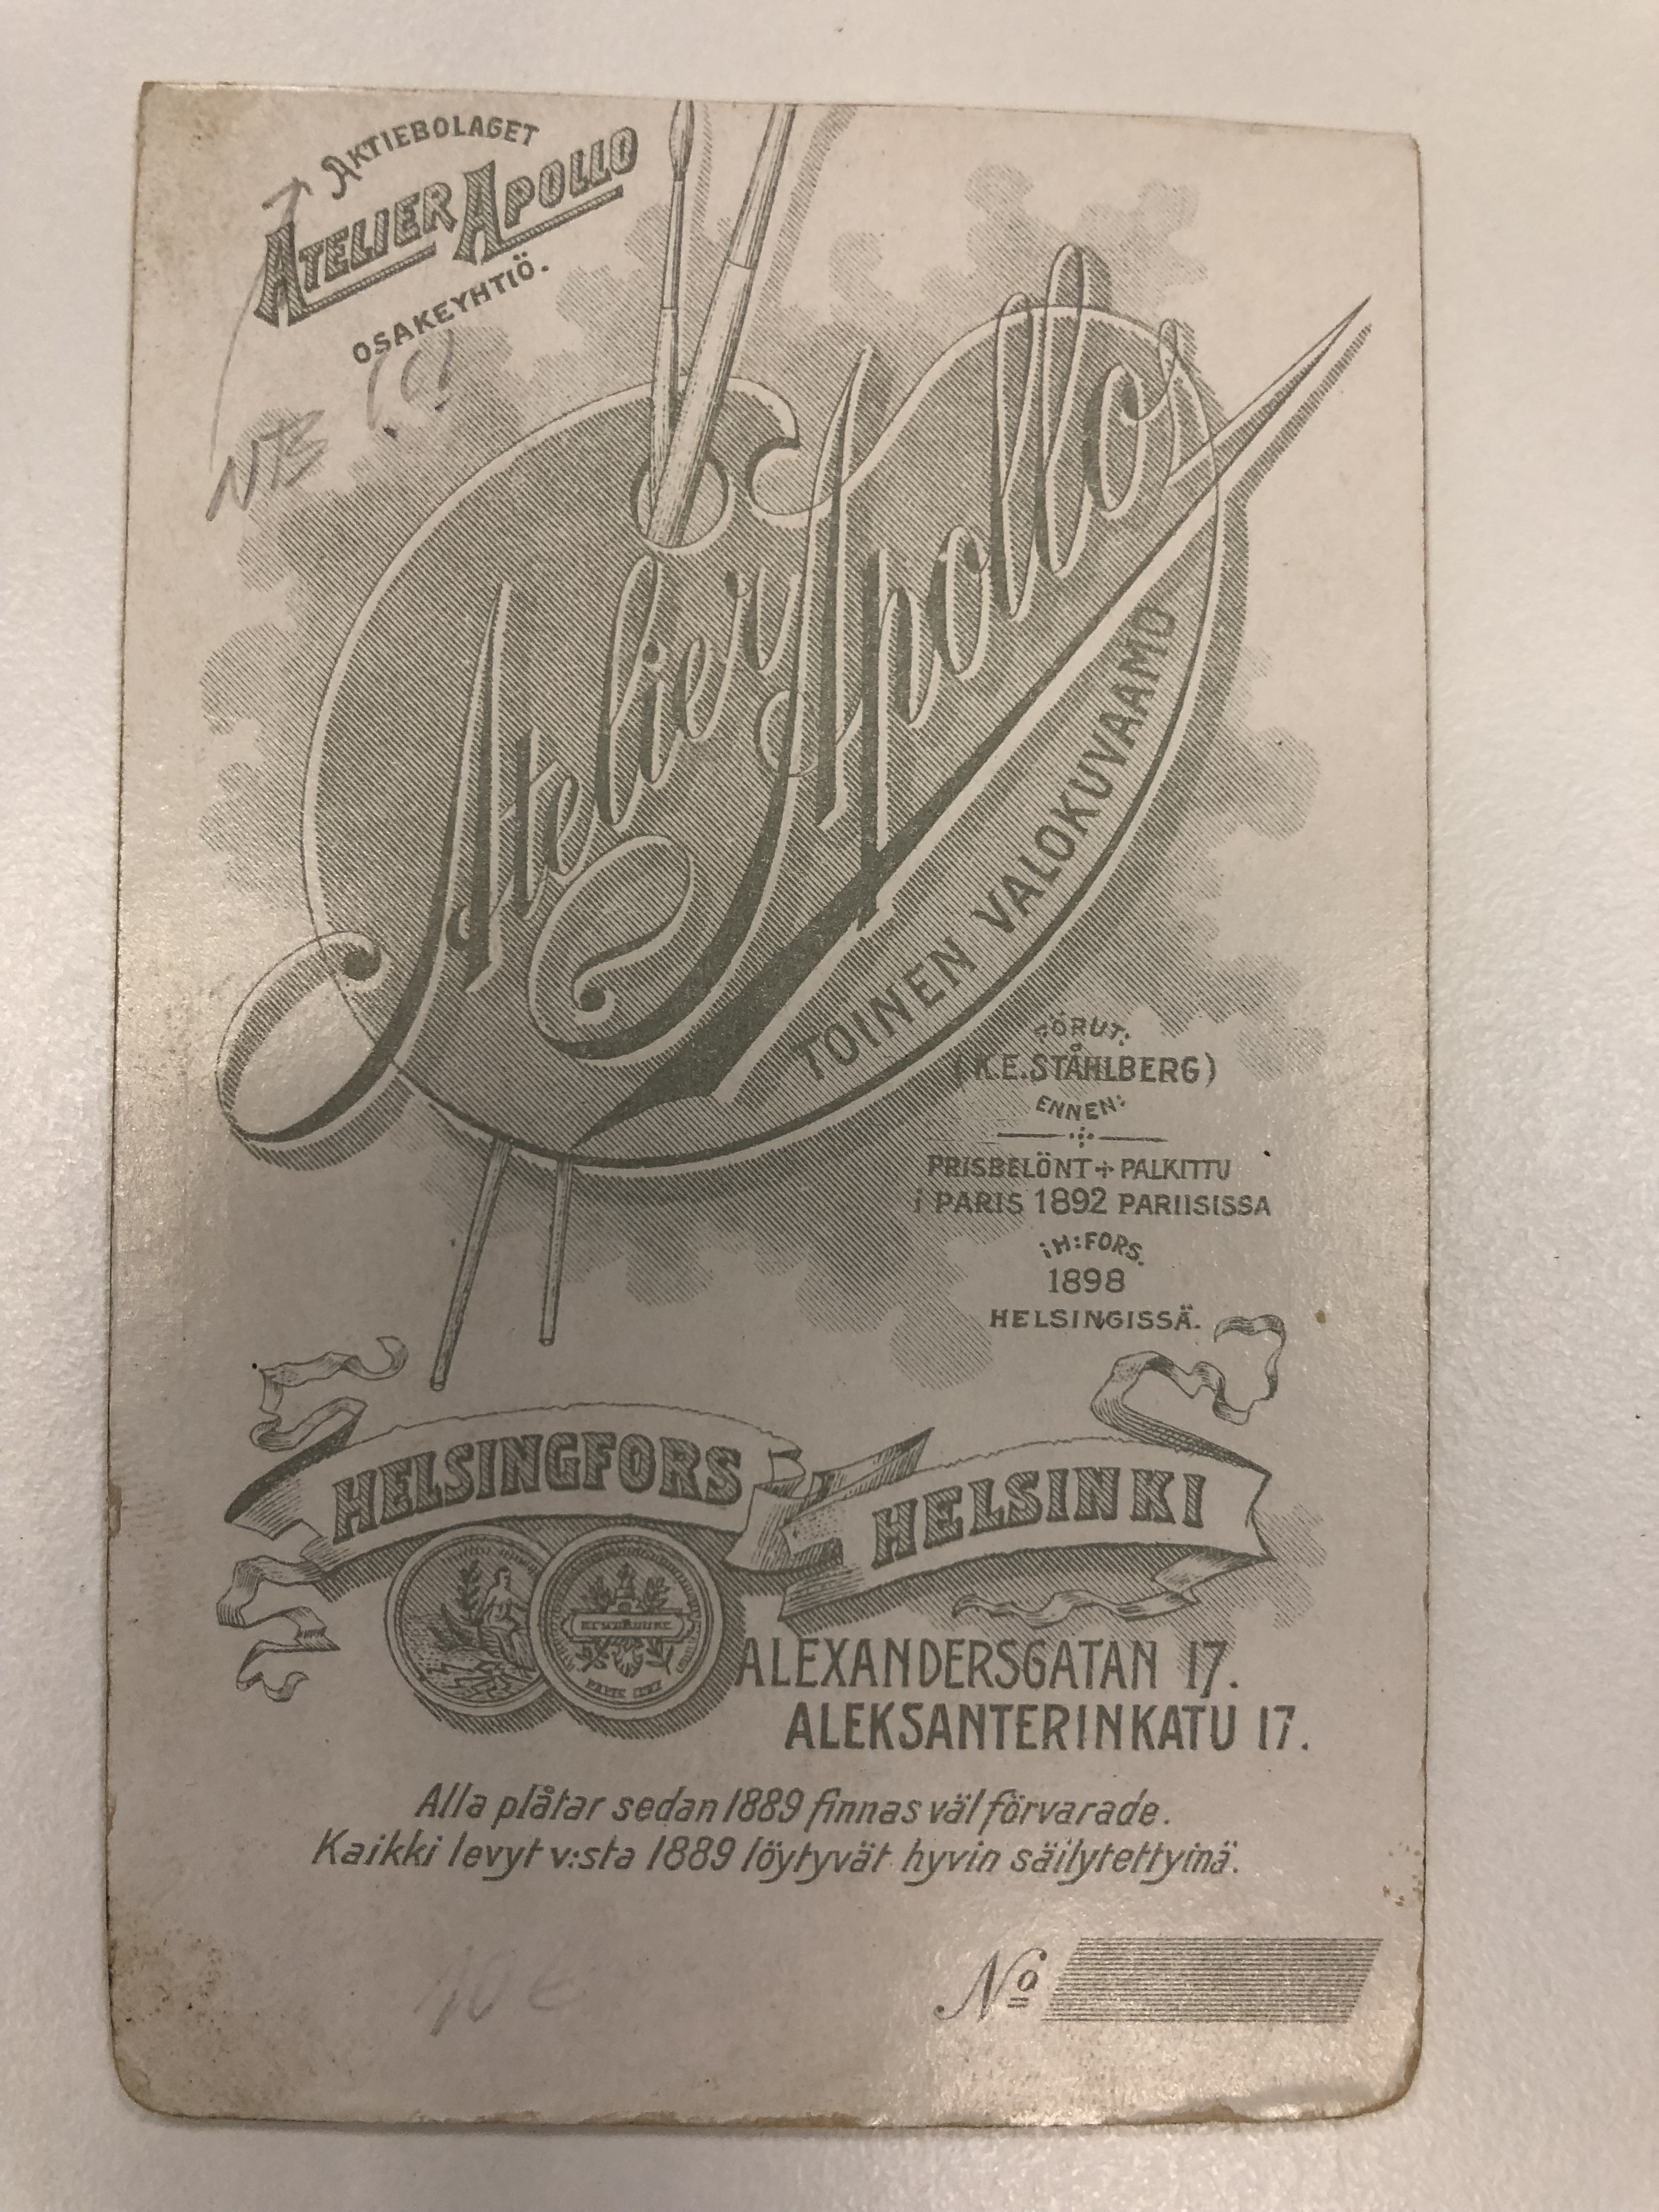 AKTIEBOLAGET
ATELIER APOLLO
OSAKEYHTIÖ.
Atelier Apollos
TOINEN VALOKUVAAMO
FÖRUT:
(K.E.STÅHLBERG)
ENNEN:
PRISBELÖNT + PALKITTU
i PARIS 1892 PARIISISSA
i H:FORS.
1898
HELSINGISSÄ.
HELSINGFORS
HELSINKI
ALEXANDERSGATAN 17.
ALEKSANTERINKATU 17.
Alla plåtar sedan 1889 finnas väl förvarade.
Kaikki levyt v:sta 1889 löytyvät hyvin säilytettyinä.
10 €
No